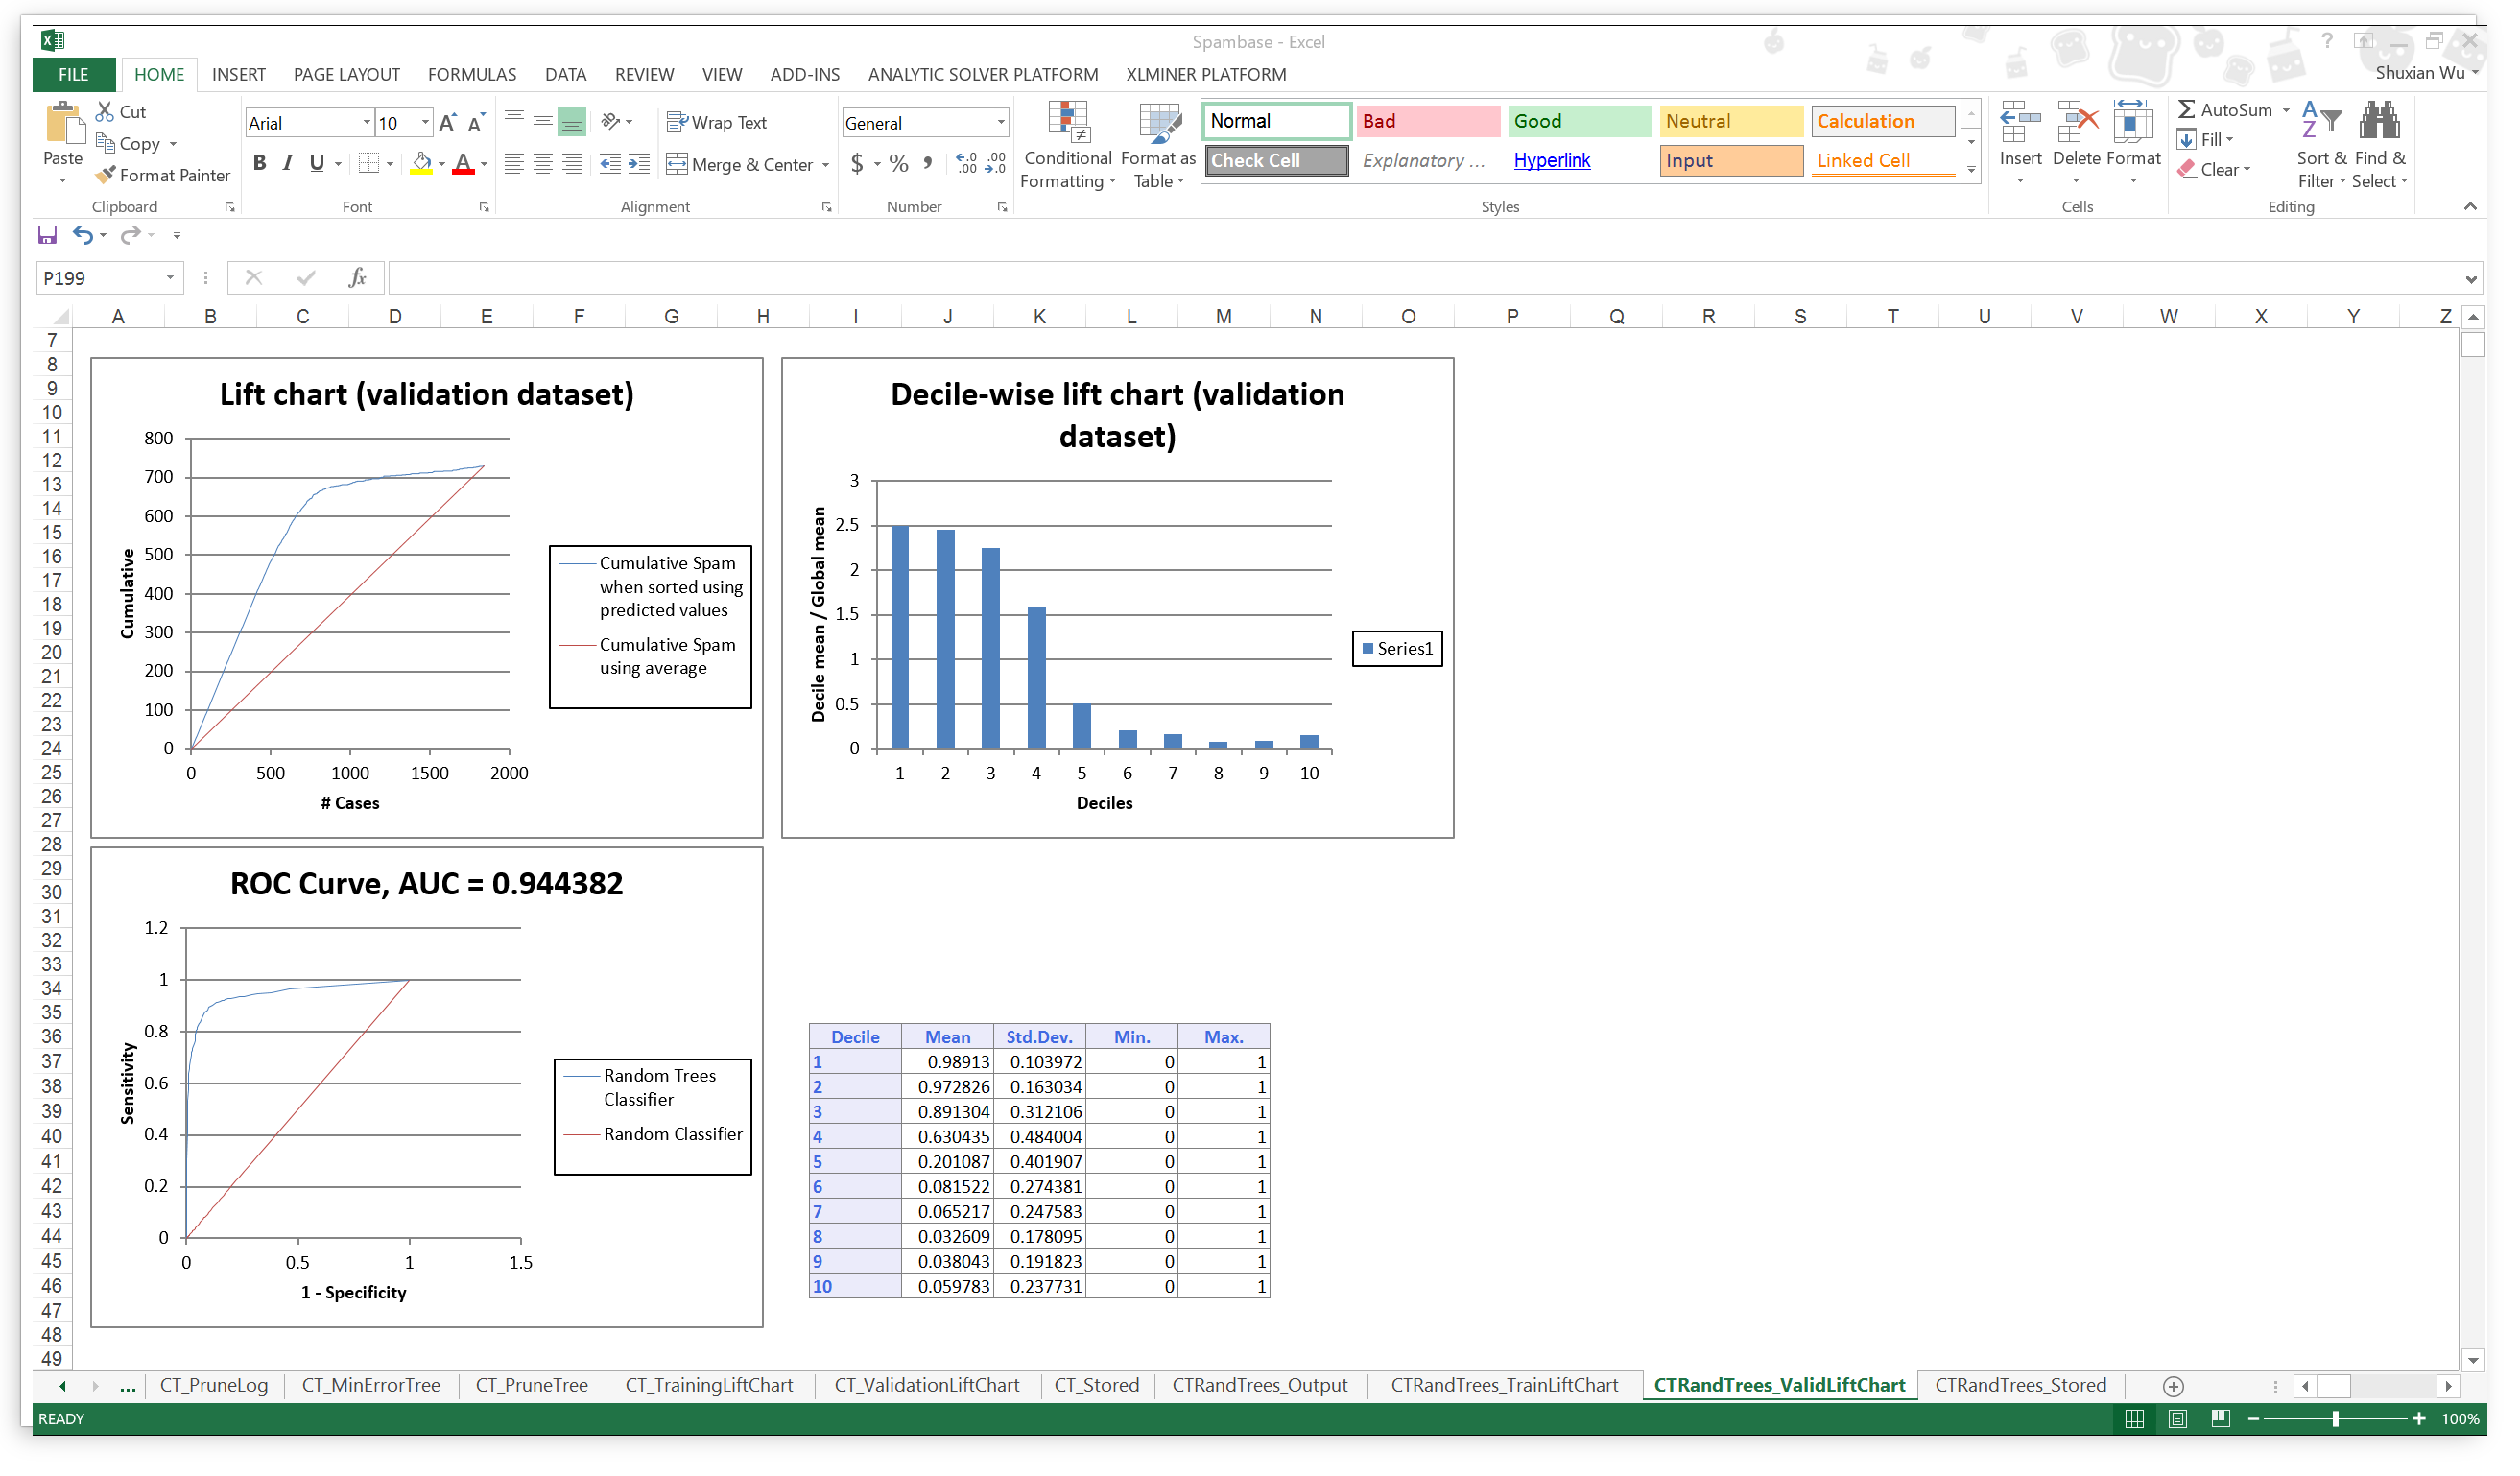 Spambase - Excel
?
Shuxian Wu
FILE HOME INSERT PAGE LAYOUT FORMULAS DATA REVIEW VIEW ADD-INS ANALYTIC SOLVER PLATFORM XLMINER PLATFORM
Paste
Cut
Copy
Format Painter
Clipboard
Arial 10 A A
B I U A
Font
Wrap Text
Merge & Center
Alignment
General
$ % , .0 .00 .00 .0
Number
Conditional Formatting
Format as Table
Normal Bad Good Neutral Calculation
Check Cell Explanatory ... Hyperlink Input Linked Cell
Styles
Insert Delete Format
Cells
Σ AutoSum
Fill
Clear
A Z
Sort & Filter
Find & Select
Editing
P199 fx
A B C D E F G H I J K L M N O P Q R S T U V W X Y Z
7
8
9
10
11
12
13
14
15
16
17
18
19
20
21
22
23
24
25
26
27
28
29
30
31
32
33
34
35
36
37
38
39
40
41
42
43
44
45
46
47
48
49
Lift chart (validation dataset)
Cumulative
800
700
600
500
400
300
200
100
0
0 500 1000 1500 2000
# Cases
Cumulative Spam
when sorted using
predicted values
Cumulative Spam
using average
Decile-wise lift chart (validation
dataset)
Decile mean / Global mean
3
2.5
2
1.5
1
0.5
0
1 2 3 4 5 6 7 8 9 10
Deciles
Series1
ROC Curve, AUC = 0.944382
Sensitivity
1.2
1
0.8
0.6
0.4
0.2
0
0 0.5 1 1.5
1 - Specificity
Random Trees
Classifier
Random Classifier
Decile Mean Std.Dev. Min. Max.
1 0.98913 0.103972 0 1
2 0.972826 0.163034 0 1
3 0.891304 0.312106 0 1
4 0.630435 0.484004 0 1
5 0.201087 0.401907 0 1
6 0.081522 0.274381 0 1
7 0.065217 0.247583 0 1
8 0.032609 0.178095 0 1
9 0.038043 0.191823 0 1
10 0.059783 0.237731 0 1
... CT_PruneLog CT_MinErrorTree CT_PruneTree CT_TrainingLiftChart CT_ValidationLiftChart CT_Stored CTRandTrees_Output CTRandTrees_TrainLiftChart CTRandTrees_ValidLiftChart CTRandTrees_Stored
READY
100%